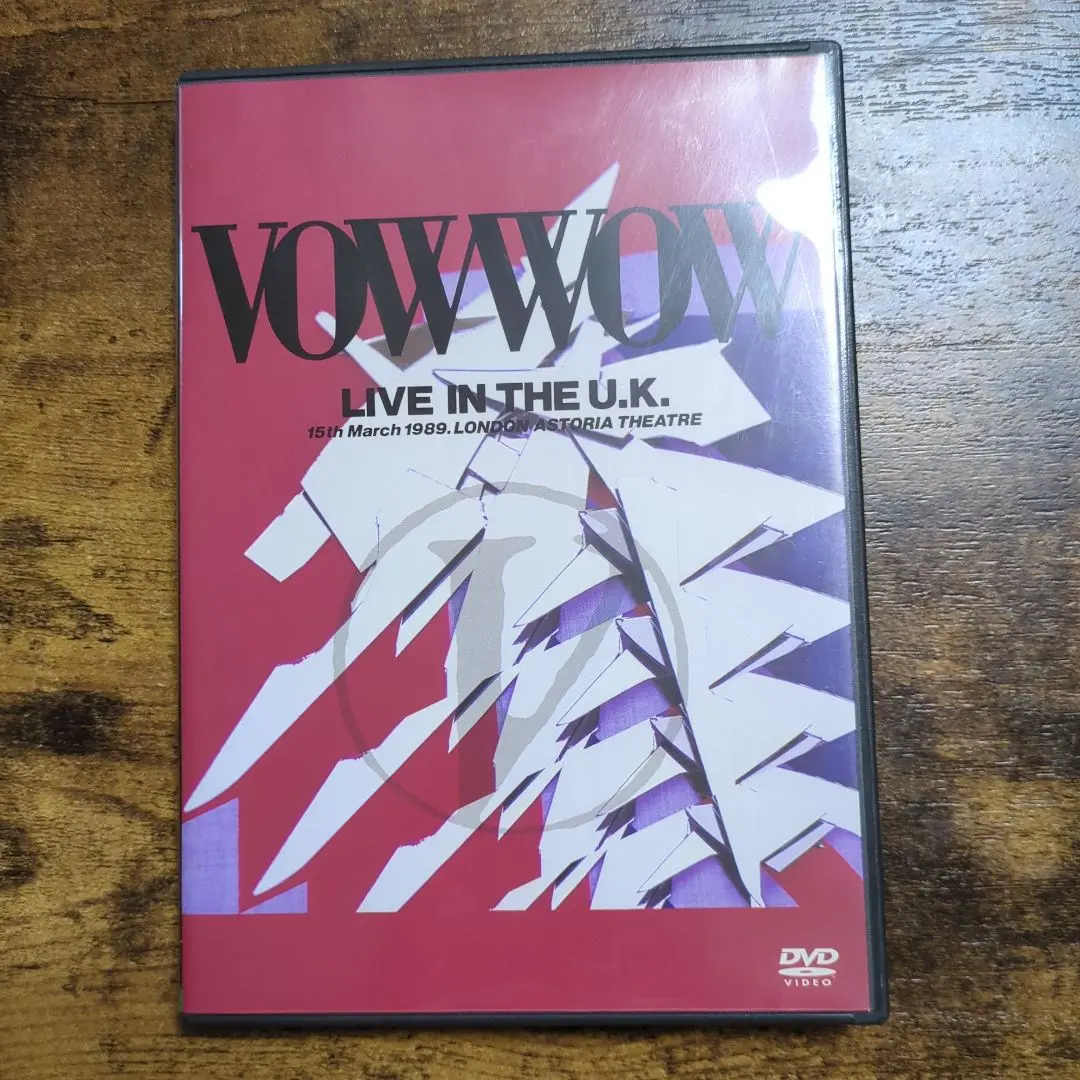 VOWWOW
LIVE IN THE U.K.
15th March 1989. LONDON ASTORIA THEATRE
V
DVD
VIDEO